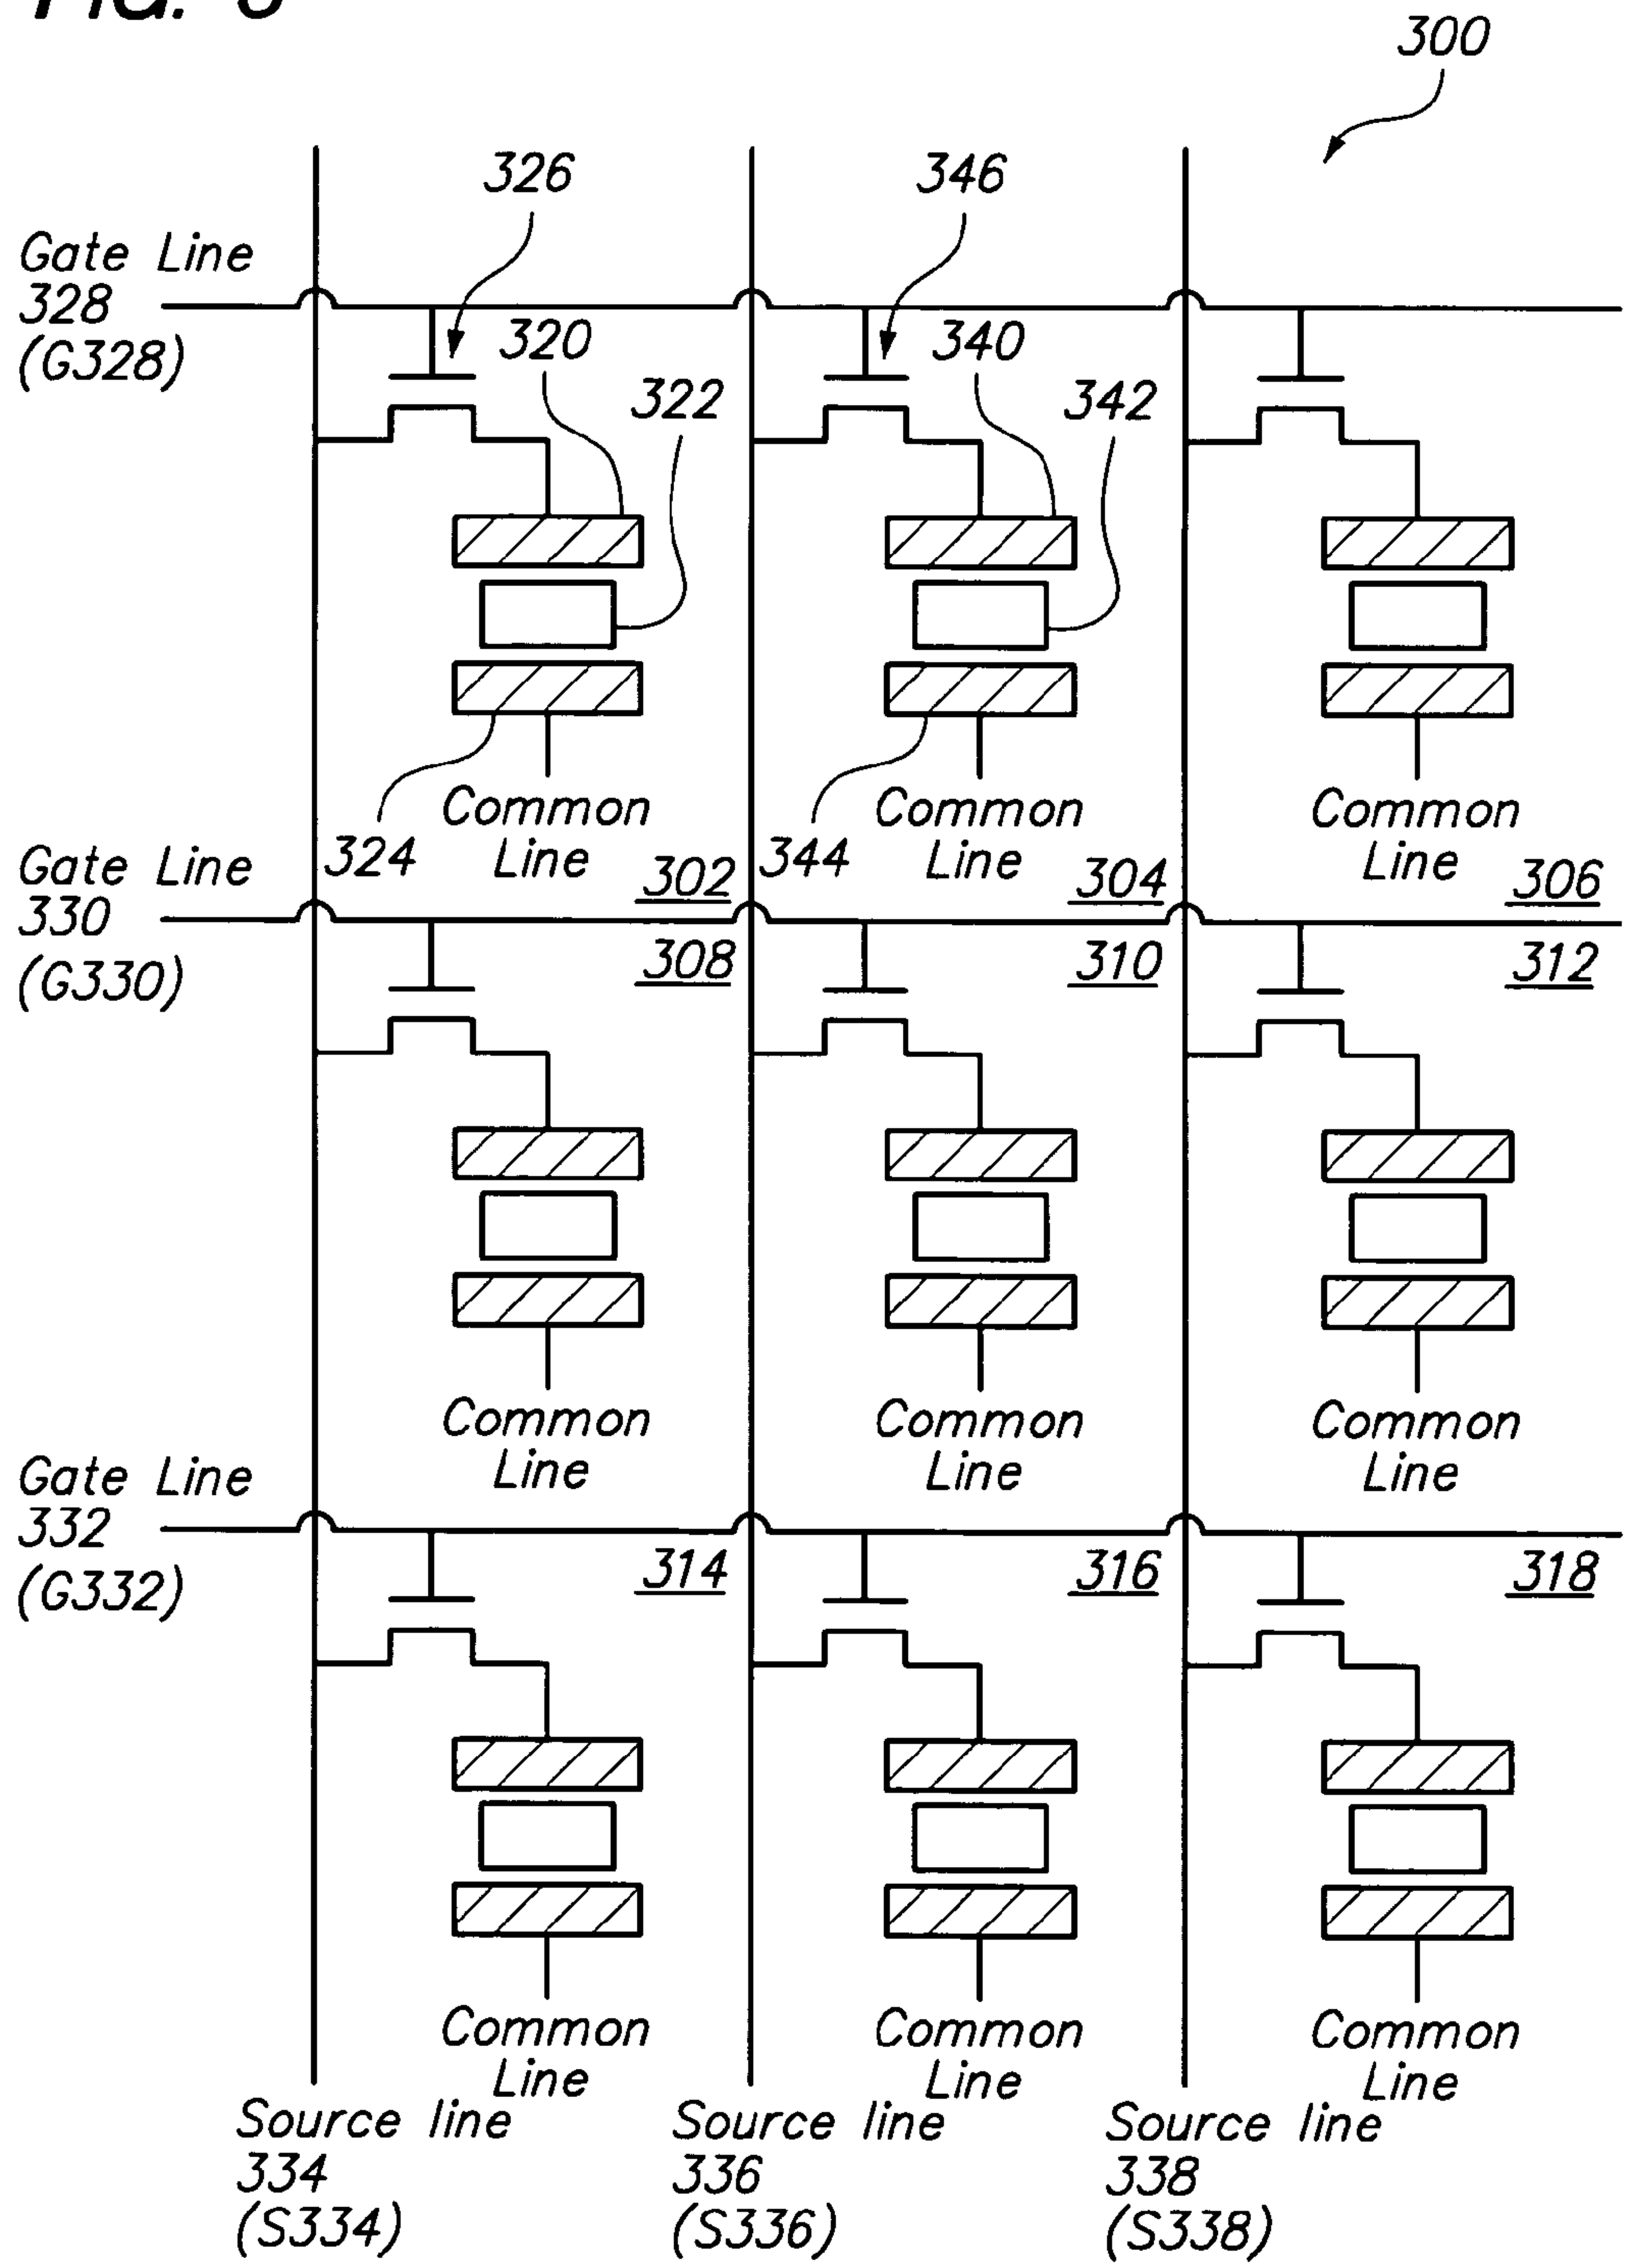 300
326
346
Gate Line
328
(G328)
320
340
322
342
Common
Line
Common
Line
Common
Line
324
344
302
304
306
Gate Line
330
(G330)
308
310
312
Common
Line
Common
Line
Common
Line
Gate Line
332
(G332)
314
316
318
Common
Line
Common
Line
Common
Line
Source line
334
(S334)
Source line
336
(S336)
Source line
338
(S338)